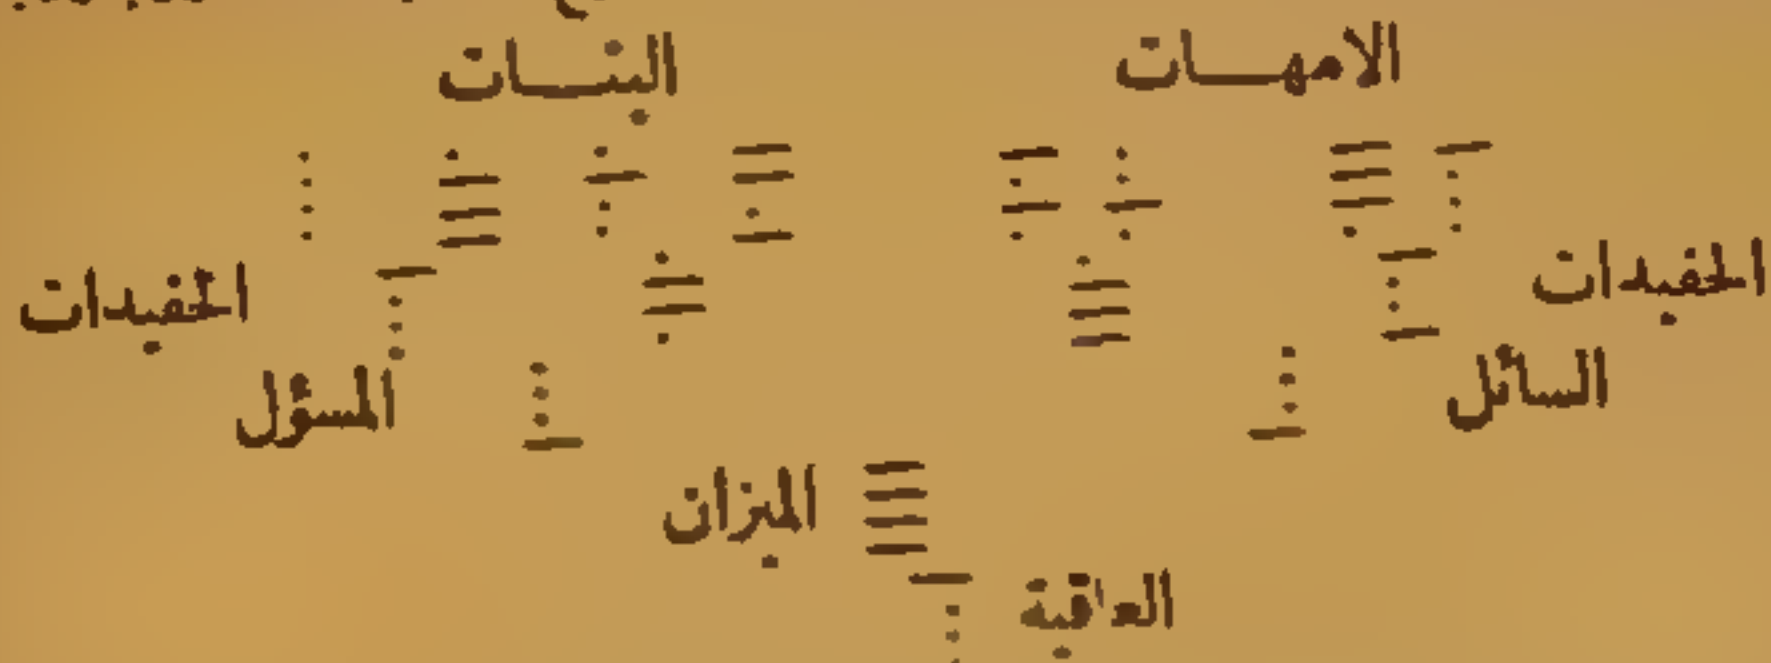 الامهات البنات
الحفيدات الحفيدات
السائل المسؤل
الميزان
العاقبة